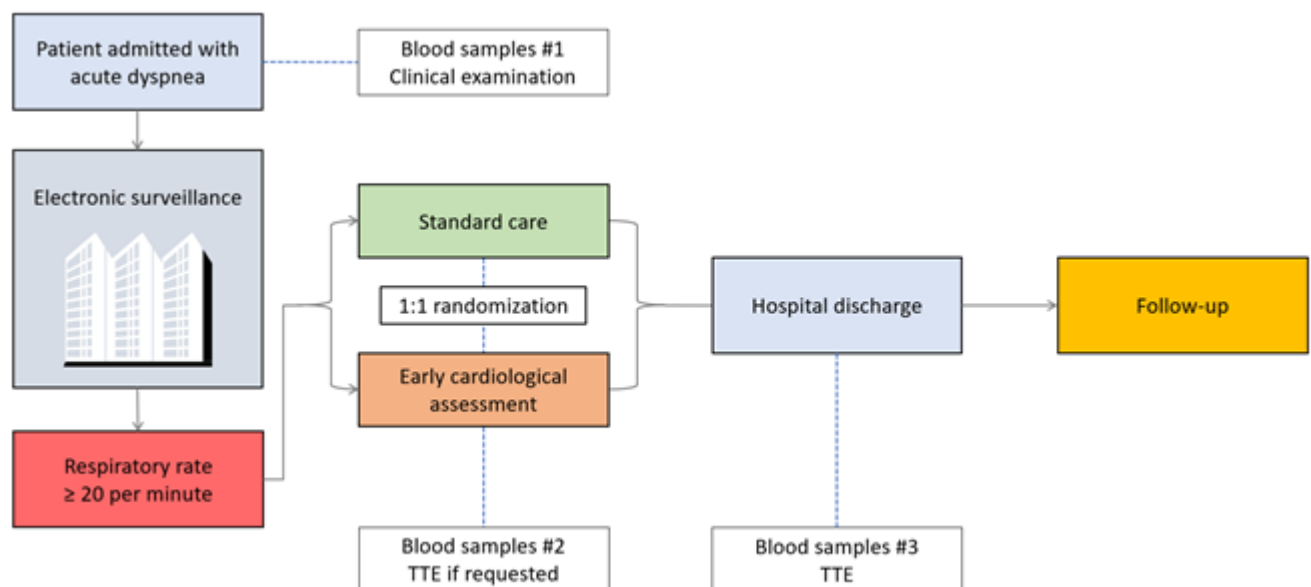 Patient admitted with
acute dyspnea
Blood samples #1
Clinical examination
Electronic surveillance
Standard care
1:1 randomization
Early cardiological
assessment
Hospital discharge
Follow-up
Respiratory rate
≥ 20 per minute
Blood samples #2
TTE if requested
Blood samples #3
TTE